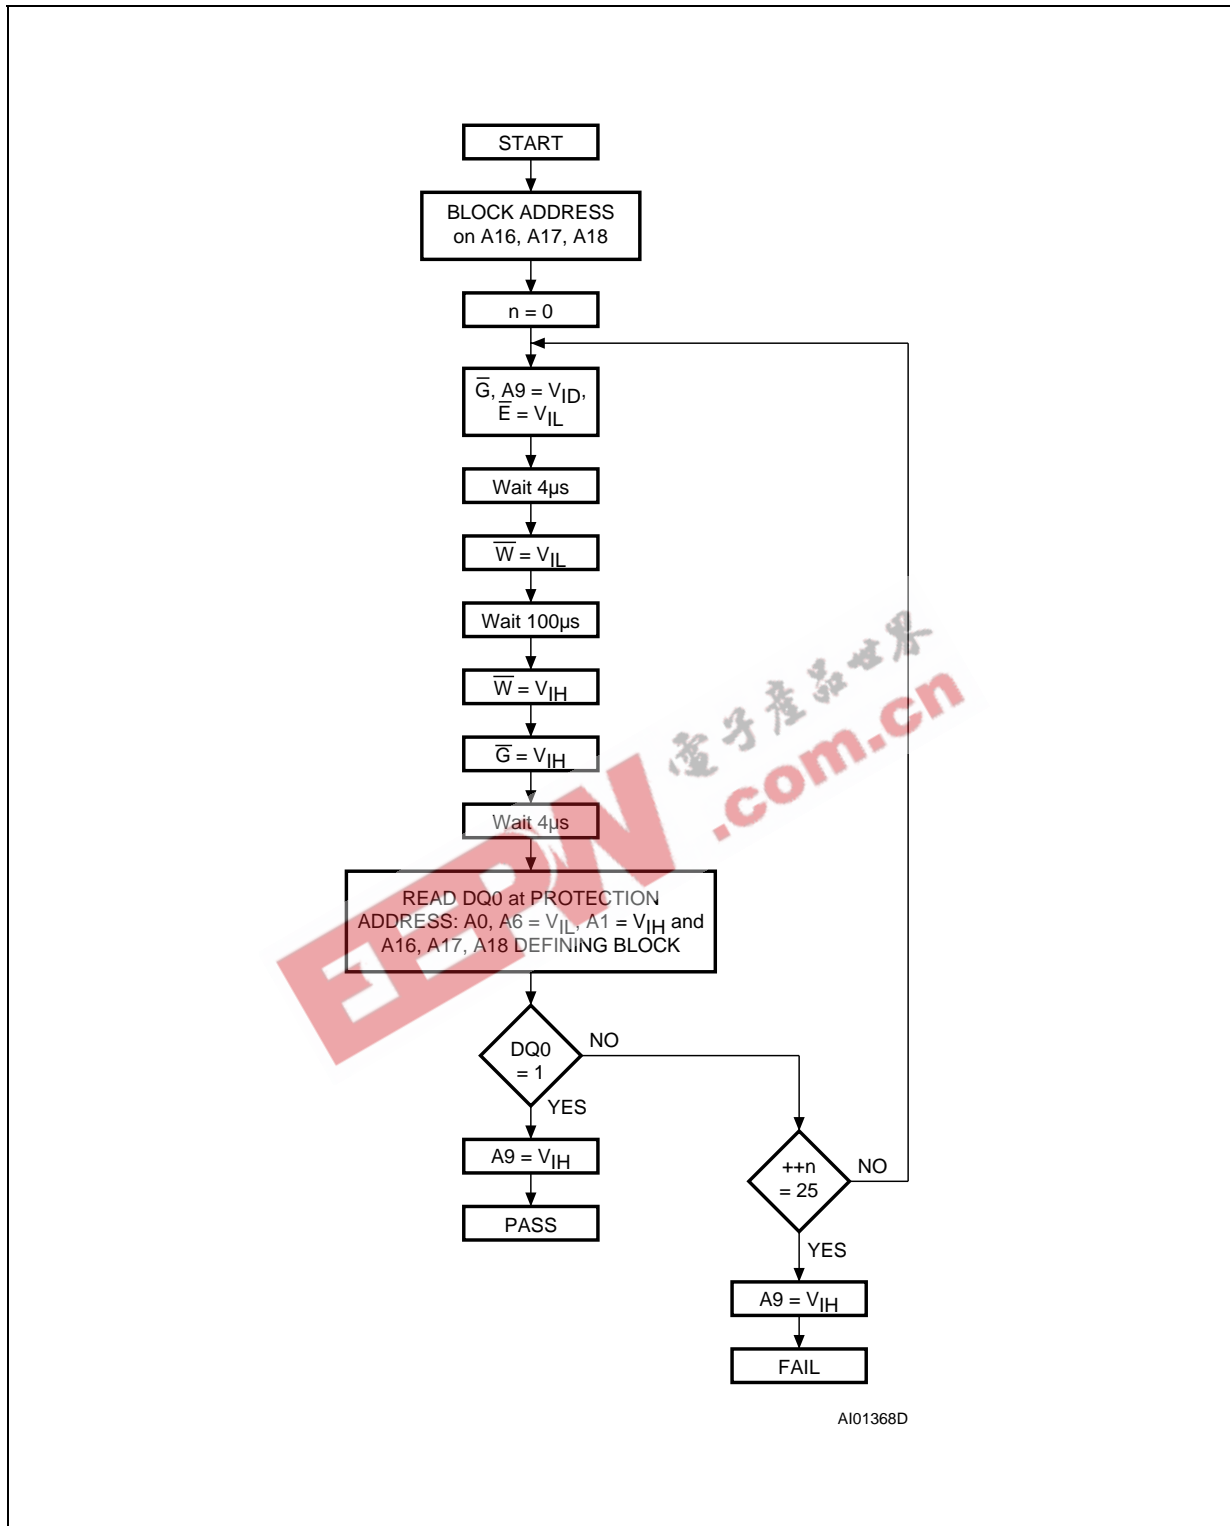 START
BLOCK ADDRESS
on A16, A17, A18
n = 0
G̅, A9 = VID,
E̅ = VIL
Wait 4µs
W̅ = VIL
Wait 100µs
W̅ = VIH
G̅ = VIH
Wait 4µs
READ DQ0 at PROTECTION
ADDRESS: A0, A6 = VIL, A1 = VIH and
A16, A17, A18 DEFINING BLOCK
DQ0
= 1
NO
YES
A9 = VIH
PASS
++n
= 25
NO
YES
A9 = VIH
FAIL
AI01368D
EEPW
電子產品世界
.com.cn